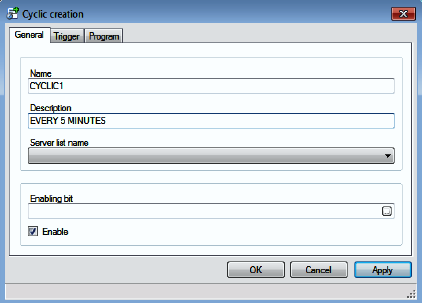 Cyclic creation
General Trigger Program
Name
CYCLIC1
Description
EVERY 5 MINUTES
Server list name
Enabling bit
Enable
OK Cancel Apply